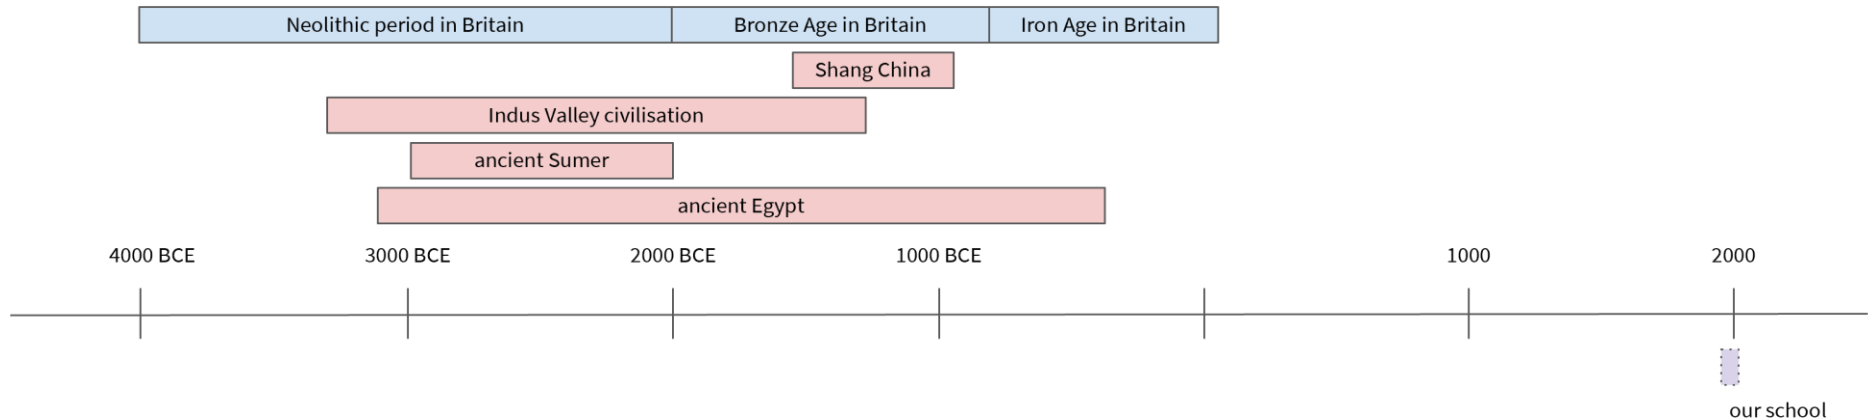 Neolithic period in Britain
Bronze Age in Britain
Iron Age in Britain
Shang China
Indus Valley civilisation
ancient Sumer
ancient Egypt
4000 BCE
3000 BCE
2000 BCE
1000 BCE
1000
2000
our school